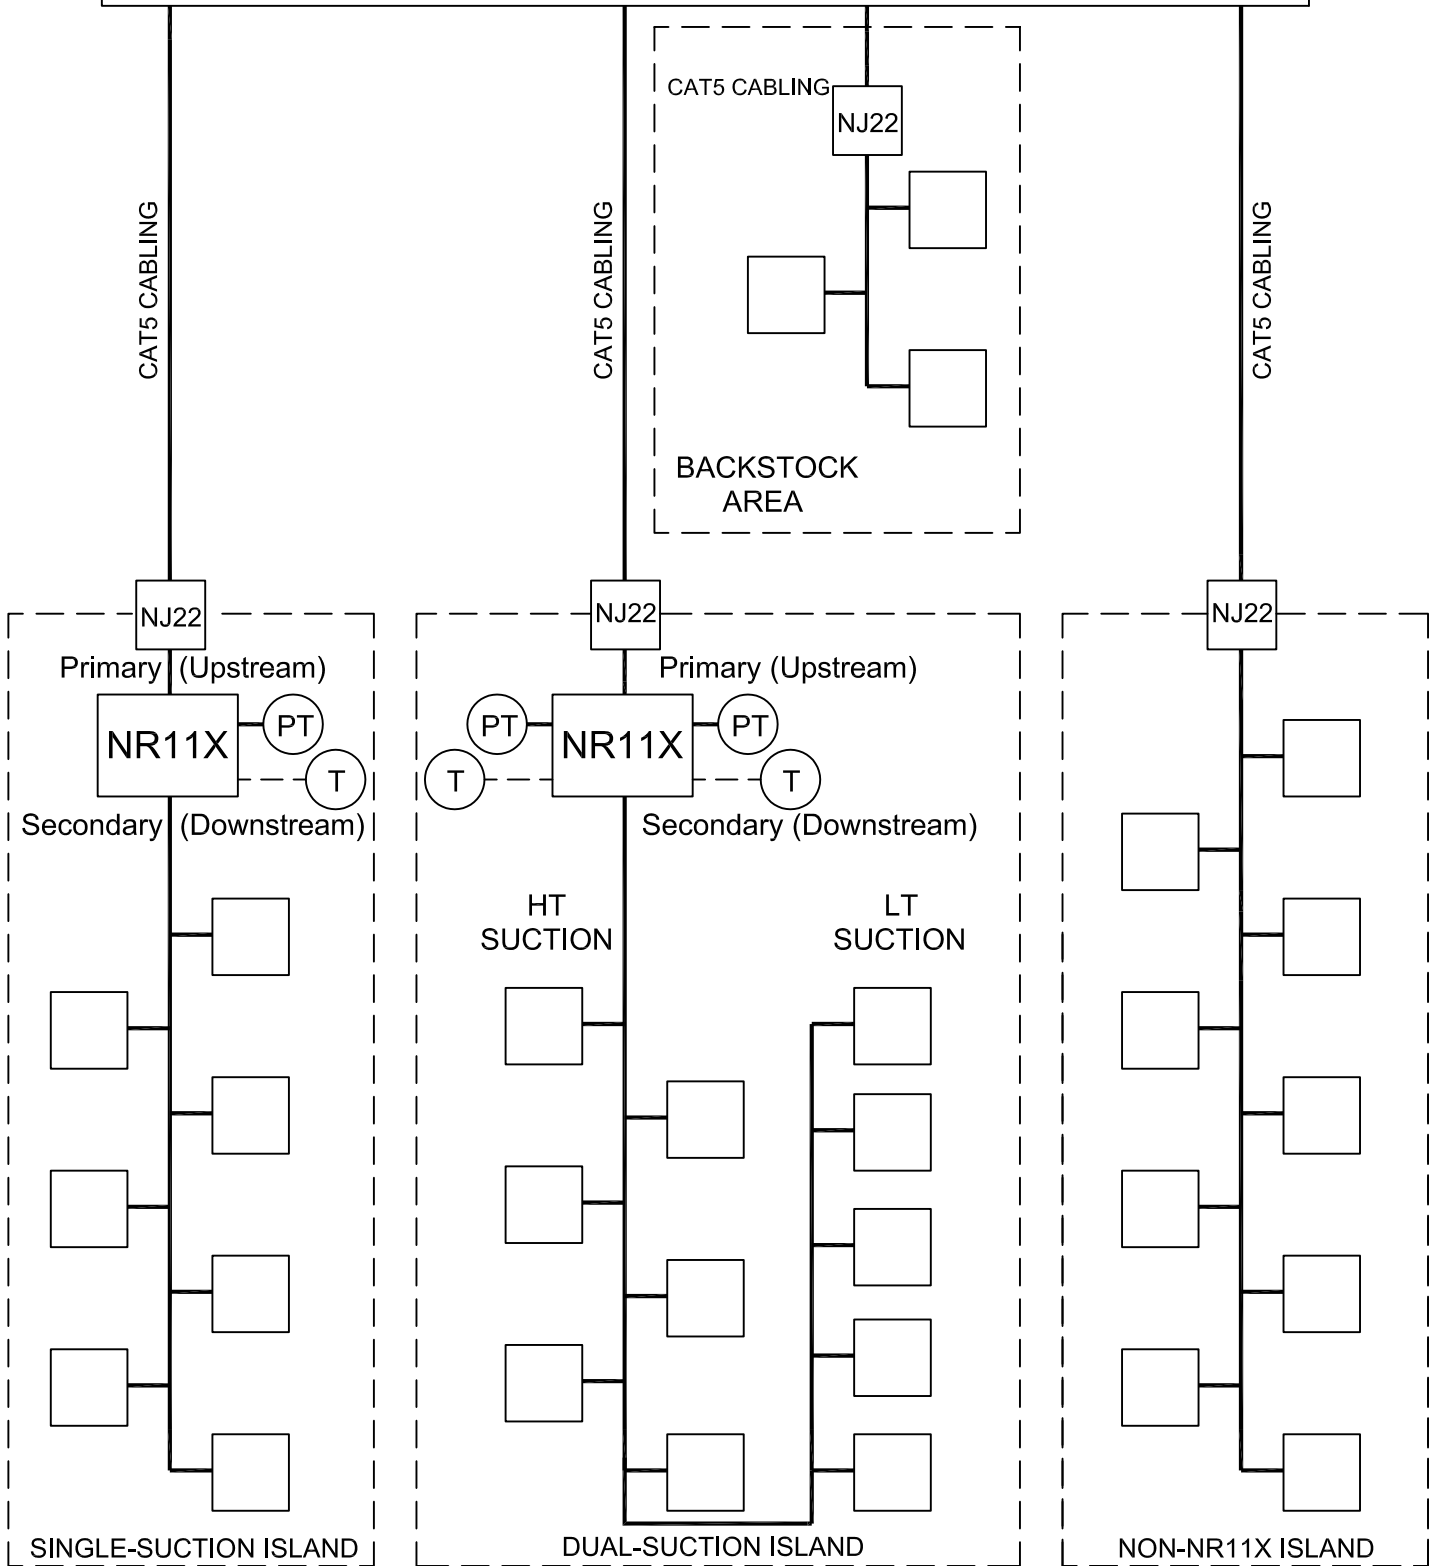 CAT5 CABLING
NJ22
CAT5 CABLING
CAT5 CABLING
CAT5 CABLING
BACKSTOCK
AREA
NJ22
Primary (Upstream)
NR11X
PT
T
Secondary (Downstream)
SINGLE-SUCTION ISLAND
NJ22
Primary (Upstream)
PT
NR11X
PT
T
T
Secondary (Downstream)
HT
SUCTION
LT
SUCTION
DUAL-SUCTION ISLAND
NJ22
NON-NR11X ISLAND